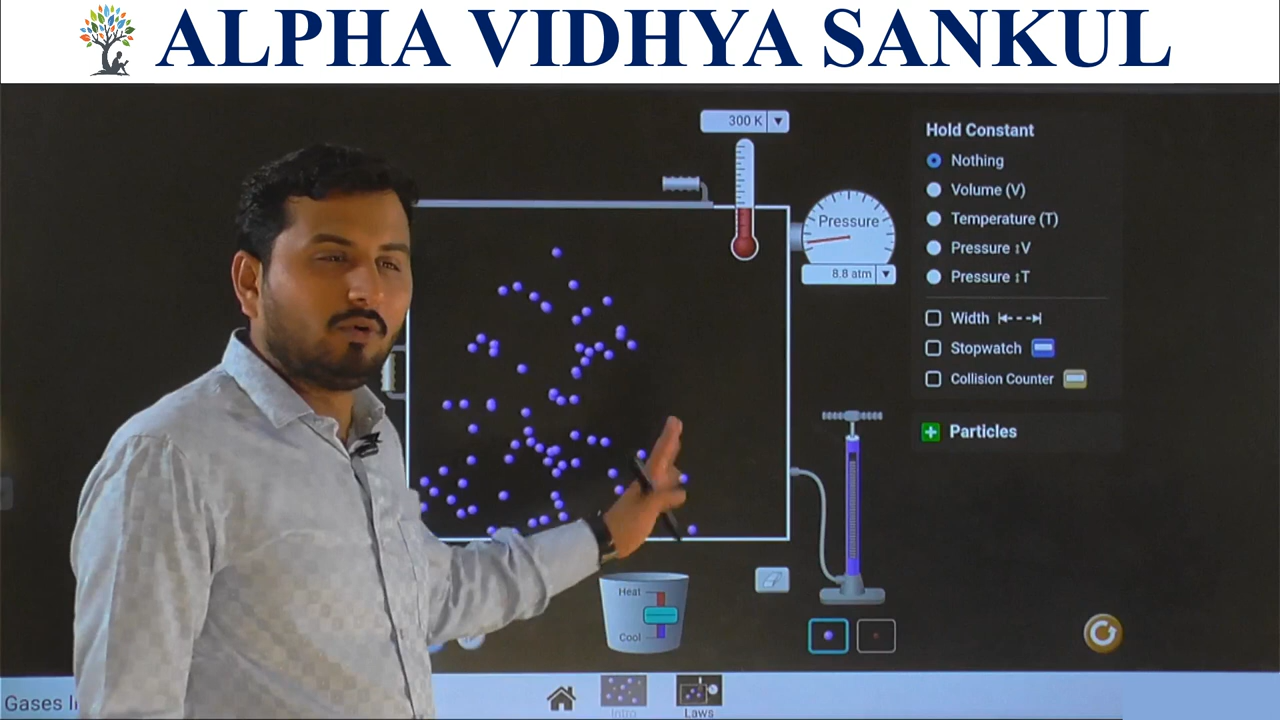 ALPHA VIDHYA SANKUL
300 K
Hold Constant
Nothing
Volume (V)
Temperature (T)
Pressure ↕V
Pressure ↕T
Pressure
8.8 atm
Width
Stopwatch
Collision Counter
Particles
Heat
Cool
Gases I
Intro
Laws